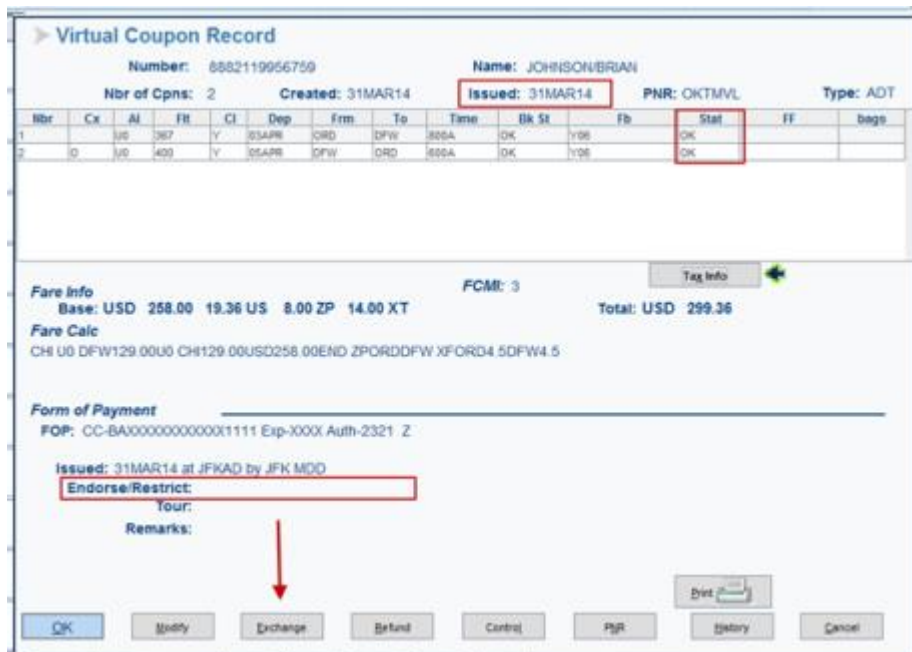 Virtual Coupon Record
Number: 8882119956759 Name: JOHNSON/BRIAN
Nbr of Cpns: 2 Created: 31MAR14 Issued: 31MAR14 PNR: OKTMVL Type: ADT
Nbr Cx Al Flt Cl Dep Frm To Time Bk St Fb Stat FF bags
1 U0 367 Y 03APR ORD DFW 800A OK Y06 OK
2 O U0 400 Y 05APR DFW ORD 600A OK Y06 OK
Tax Info
Fare Info FCMI: 3
Base: USD 258.00 19.36 US 8.00 ZP 14.00 XT Total: USD 299.36
Fare Calc
CHI U0 DFW129.00U0 CHI129.00USD258.00END ZPORDDFW XFORD4.5DFW4.5
Form of Payment
FOP: CC-BAXXXXXXXXXXXX1111 Exp-XXXX Auth-2321 Z
Issued: 31MAR14 at JFKAD by JFK MDD
Endorse/Restrict:
Tour:
Remarks:
Print
OK Modify Exchange Refund Control PNR History Cancel